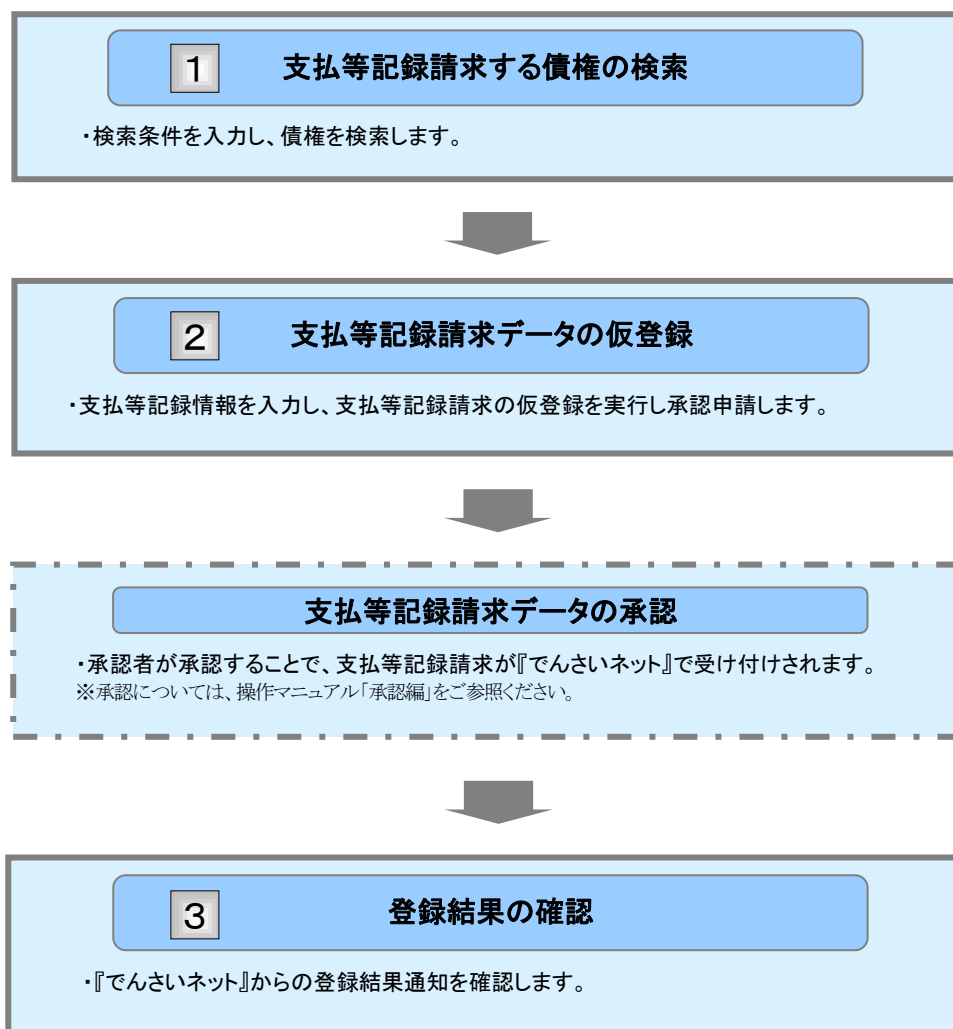 1 支払等記録請求する債権の検索
・検索条件を入力し、債権を検索します。
2 支払等記録請求データの仮登録
・支払等記録情報を入力し、支払等記録請求の仮登録を実行し承認申請します。
支払等記録請求データの承認
・承認者が承認することで、支払等記録請求が『でんさいネット』で受け付けされます。
※承認については、操作マニュアル「承認編」をご参照ください。
3 登録結果の確認
・『でんさいネット』からの登録結果通知を確認します。